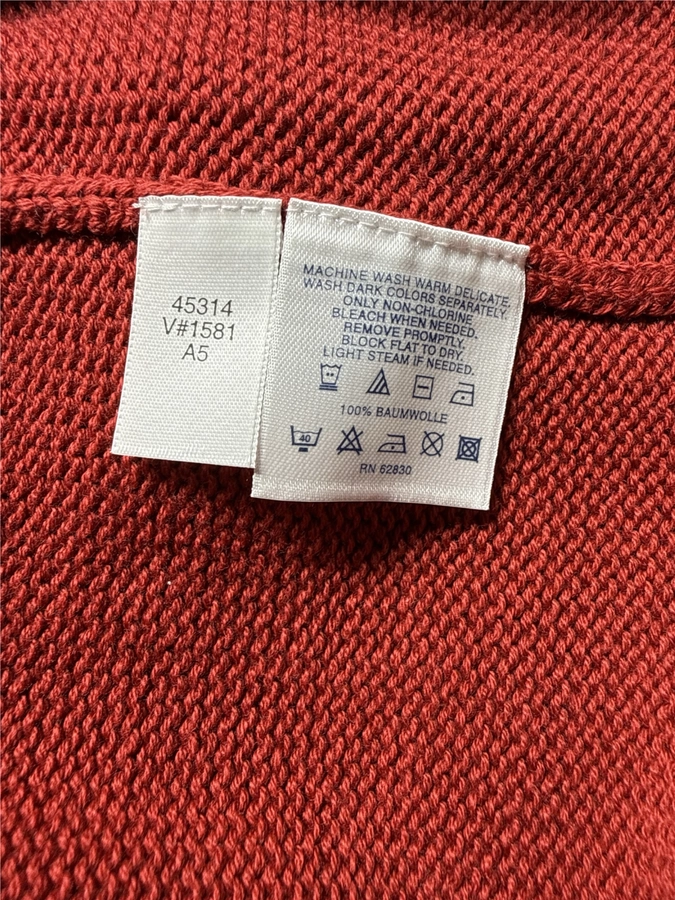 45314
V#1581
A5
MACHINE WASH WARM DELICATE.
WASH DARK COLORS SEPARATELY.
ONLY NON-CHLORINE
BLEACH WHEN NEEDED.
REMOVE PROMPTLY.
BLOCK FLAT TO DRY.
LIGHT STEAM IF NEEDED.
100% BAUMWOLLE
40
RN 62830